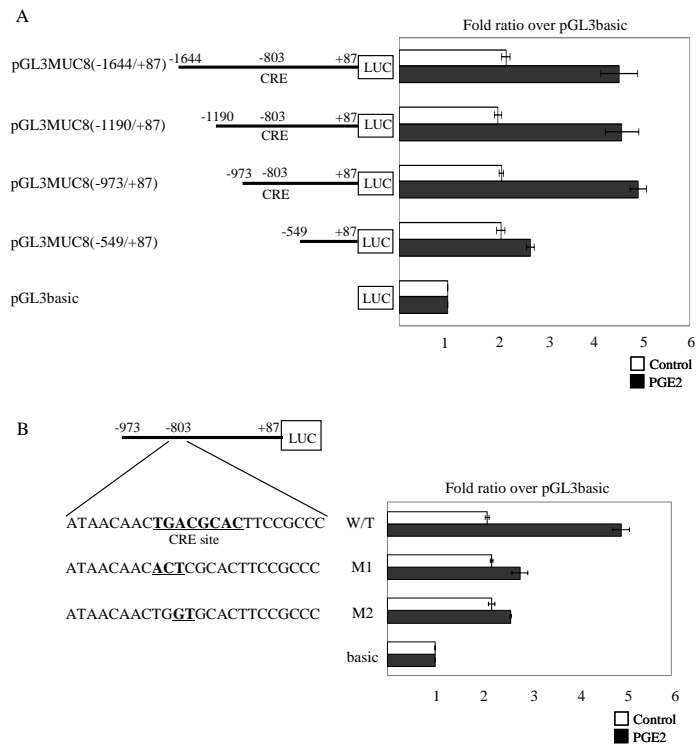 A
Fold ratio over pGL3basic
pGL3MUC8(-1644/+87) -1644 -803 +87 LUC
CRE
pGL3MUC8(-1190/+87) -1190 -803 +87 LUC
CRE
pGL3MUC8(-973/+87) -973 -803 +87 LUC
CRE
pGL3MUC8(-549/+87) -549 +87 LUC
pGL3basic LUC
1 2 3 4 5 6
Control
PGE2
B
-973 -803 +87 LUC
Fold ratio over pGL3basic
ATAACAACTGACGCACTTCCGCCC W/T
CRE site
ATAACAACACTCGCACTTCCGCCC M1
ATAACAACTGGTGCACTTCCGCCC M2
basic
1 2 3 4 5 6
Control
PGE2